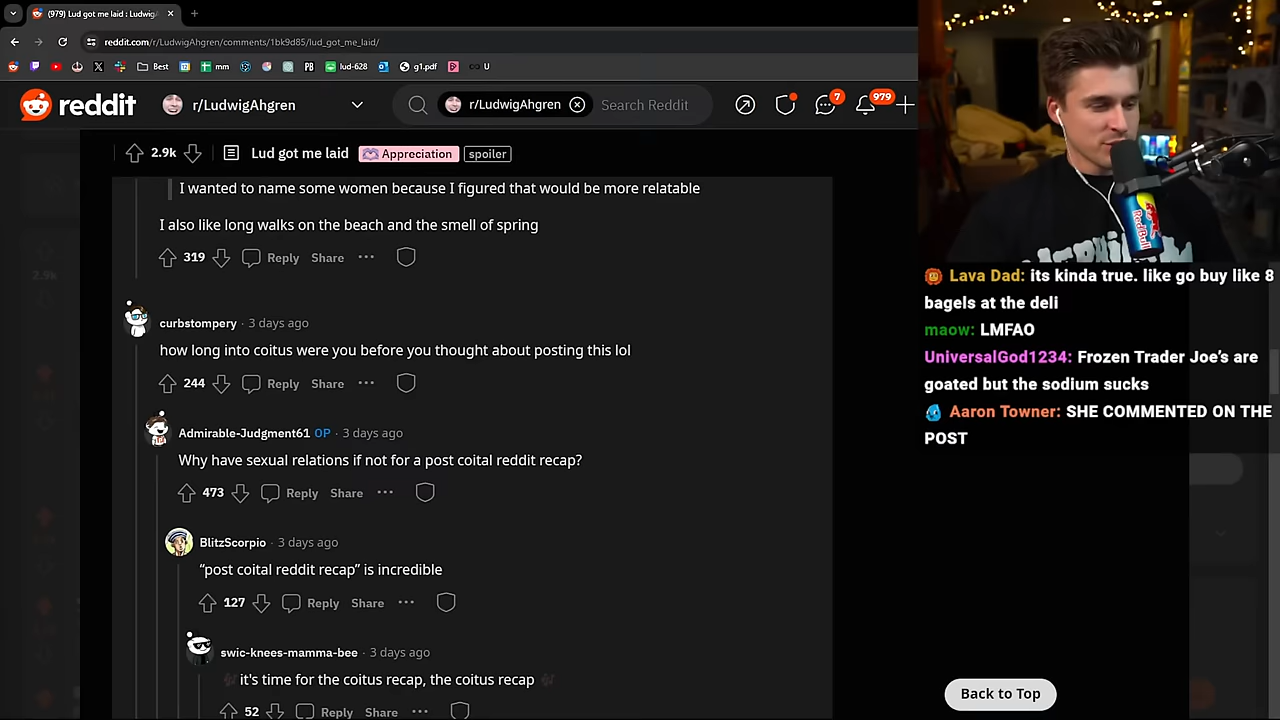 (979) Lud got me laid : Ludwig
reddit.com/r/LudwigAhgren/comments/1bk9d85/lud_got_me_laid/
Best mm PB lud-628 g1.pdf U
reddit r/LudwigAhgren r/LudwigAhgren Search Reddit 7 979
2.9k Lud got me laid Appreciation spoiler
I wanted to name some women because I figured that would be more relatable
I also like long walks on the beach and the smell of spring
319 Reply Share
curbstompery · 3 days ago
how long into coitus were you before you thought about posting this lol
244 Reply Share
Admirable-Judgment61 OP · 3 days ago
Why have sexual relations if not for a post coital reddit recap?
473 Reply Share
BlitzScorpio · 3 days ago
“post coital reddit recap” is incredible
127 Reply Share
swic-knees-mamma-bee · 3 days ago
it's time for the coitus recap, the coitus recap
52 Reply Share
RedBull
Lava Dad: its kinda true. like go buy like 8
bagels at the deli
maow: LMFAO
UniversalGod1234: Frozen Trader Joe’s are
goated but the sodium sucks
Aaron Towner: SHE COMMENTED ON THE
POST
Back to Top